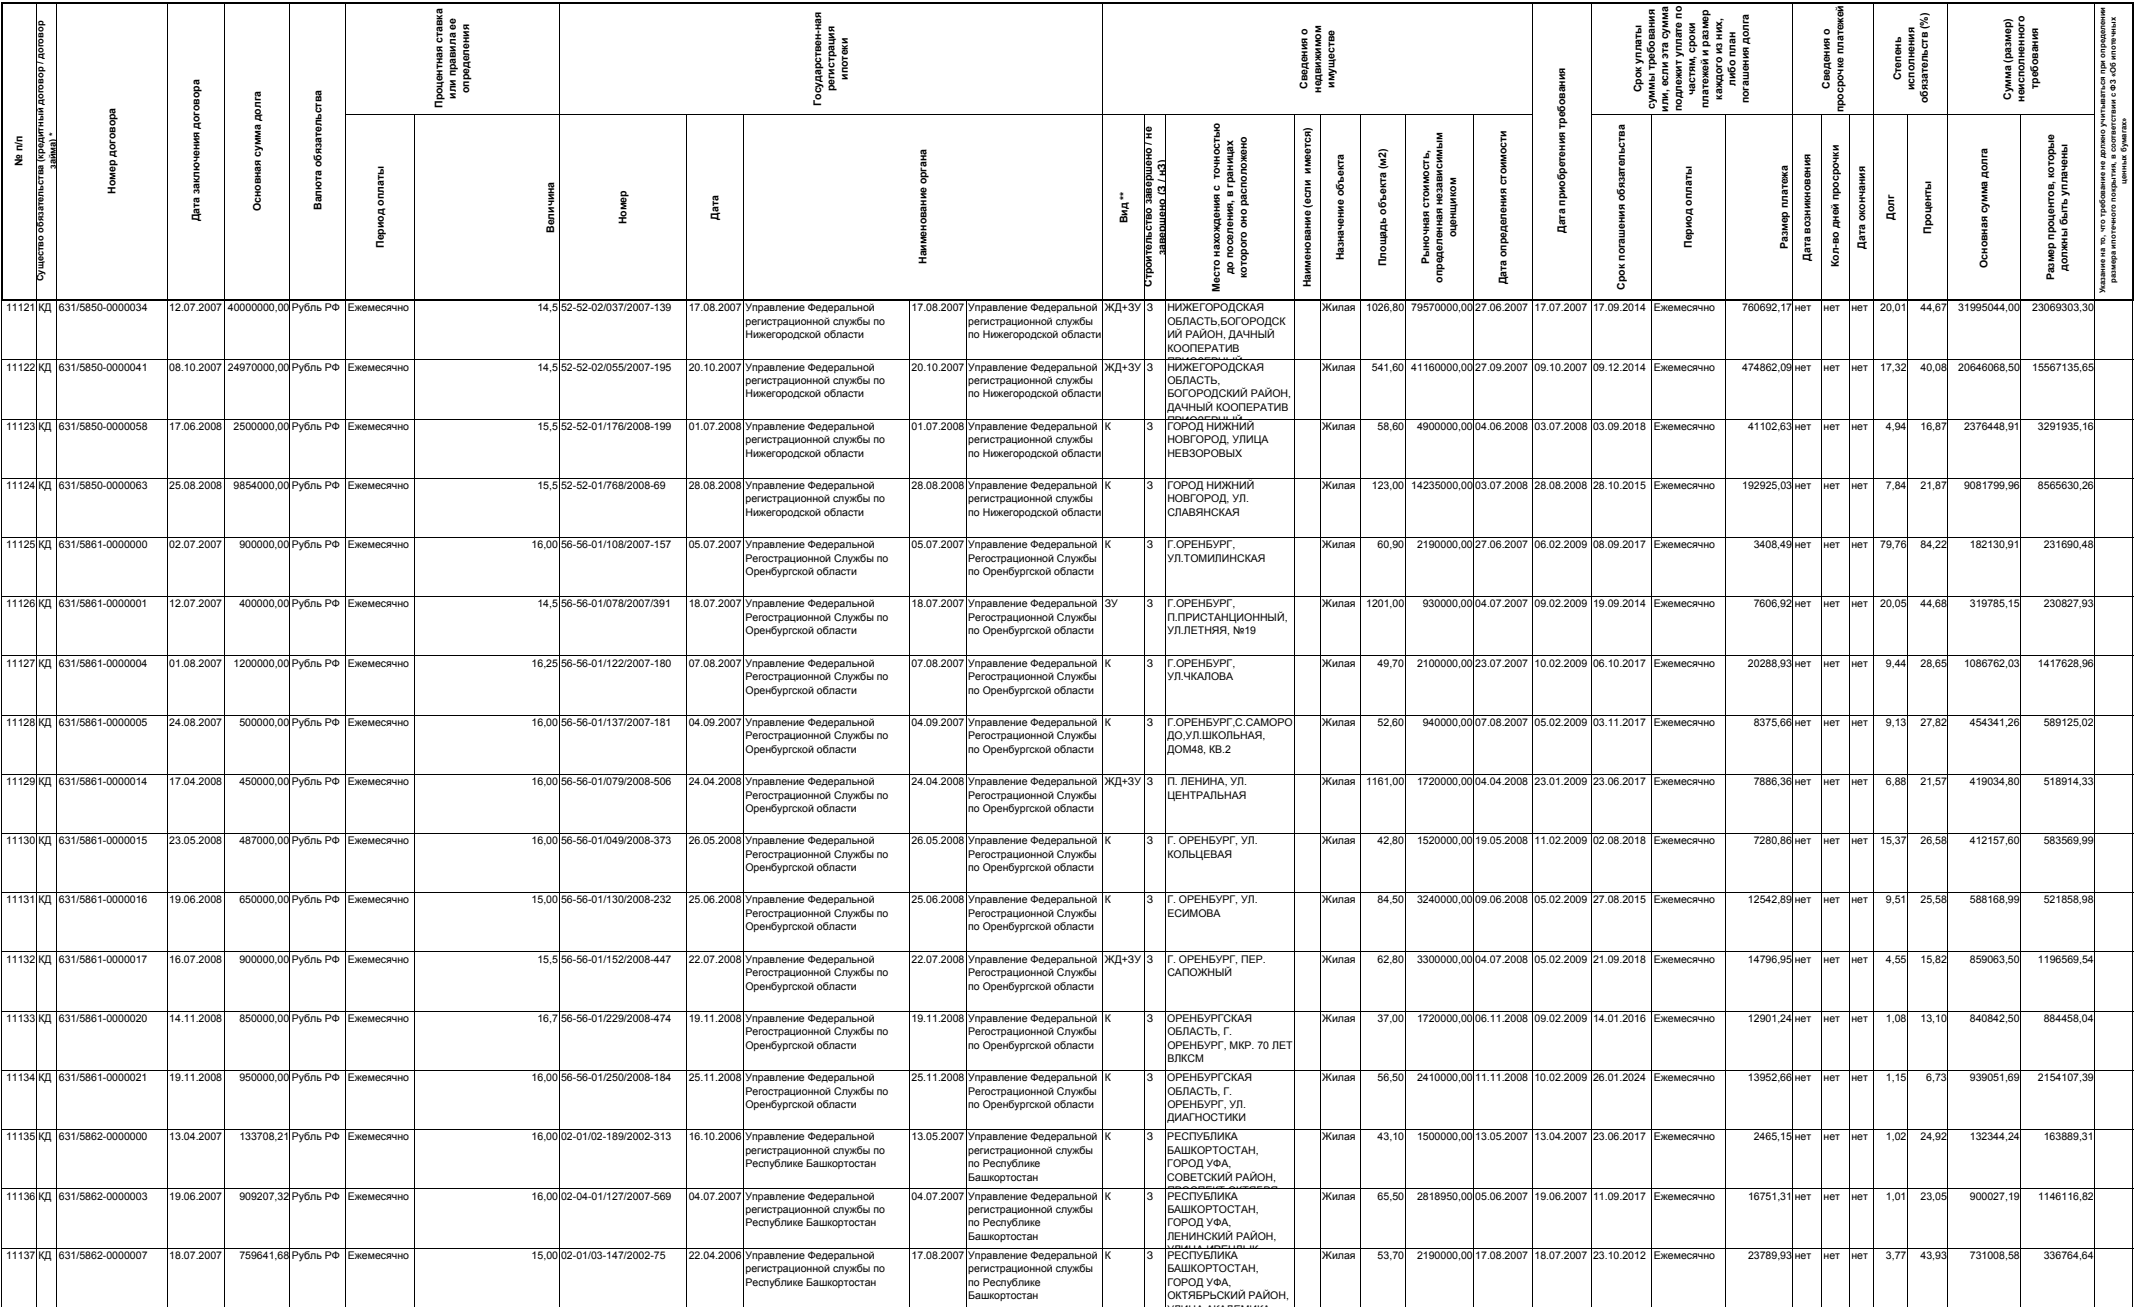 № п/п
Существо обязательства (кредитный договор / договор
займа) *
Номер договора
Дата заключения договора
Основная сумма долга
Валюта обязательства
Процентная ставка
или правила ее
определения
Период оплаты
Величина
Государствен-ная
регистрация
ипотеки
Номер
Дата
Наименование органа
Сведения о
недвижимом
имуществе
Вид **
Строительство завершено / не
завершено (З / нЗ)
Место нахождения с точностью
до поселения, в границах
которого оно расположено
Наименование (если имеется)
Назначение объекта
Площадь объекта (м2)
Рыночная стоимость,
определенная независимым
оценщиком
Дата определения стоимости
Дата приобретения требования
Срок уплаты
суммы требования
или, если эта сумма
подлежит уплате по
частям, сроки
платежей и размер
каждого из них,
либо план
погашения долга
Срок погашения обязательства
Период оплаты
Размер платежа
Сведения о
просрочке платежей
Дата возникновения
Кол-во дней просрочки
Дата окончания
Степень
исполнения
обязательств (%)
Долг
Проценты
Сумма (размер)
неисполненного
требования
Основная сумма долга
Размер процентов, которые
должны быть уплачены
Указание на то, что требование не должно учитываться при определении
размера ипотечного покрытия, в соответствии с ФЗ «Об ипотечных
ценных бумагах»
11121 КД 631/5850-0000034 12.07.2007 40000000,00 Рубль РФ Ежемесячно 14,5 52-52-02/037/2007-139 17.08.2007 Управление Федеральной 17.08.2007 Управление Федеральной ЖД+ЗУ З НИЖЕГОРОДСКАЯ Жилая 1026,80 79570000,00 27.06.2007 17.07.2007 17.09.2014 Ежемесячно 760692,17 нет нет нет 20,01 44,67 31995044,00 23069303,30
регистрационной службы по регистрационной службы ОБЛАСТЬ,БОГОРОДСК
Нижегородской области по Нижегородской области ИЙ РАЙОН, ДАЧНЫЙ
КООПЕРАТИВ
11122 КД 631/5850-0000041 08.10.2007 24970000,00 Рубль РФ Ежемесячно 14,5 52-52-02/055/2007-195 20.10.2007 Управление Федеральной 20.10.2007 Управление Федеральной ЖД+ЗУ З НИЖЕГОРОДСКАЯ Жилая 541,60 41160000,00 27.09.2007 09.10.2007 09.12.2014 Ежемесячно 474862,09 нет нет нет 17,32 40,08 20646068,50 15567135,65
регистрационной службы по регистрационной службы ОБЛАСТЬ,
Нижегородской области по Нижегородской области БОГОРОДСКИЙ РАЙОН,
ДАЧНЫЙ КООПЕРАТИВ
11123 КД 631/5850-0000058 17.06.2008 2500000,00 Рубль РФ Ежемесячно 15,5 52-52-01/176/2008-199 01.07.2008 Управление Федеральной 01.07.2008 Управление Федеральной К З ГОРОД НИЖНИЙ Жилая 58,60 4900000,00 04.06.2008 03.07.2008 03.09.2018 Ежемесячно 41102,63 нет нет нет 4,94 16,87 2376448,91 3291935,16
регистрационной службы по регистрационной службы НОВГОРОД, УЛИЦА
Нижегородской области по Нижегородской области НЕВЗОРОВЫХ
11124 КД 631/5850-0000063 25.08.2008 9854000,00 Рубль РФ Ежемесячно 15,5 52-52-01/768/2008-69 28.08.2008 Управление Федеральной 28.08.2008 Управление Федеральной К З ГОРОД НИЖНИЙ Жилая 123,00 14235000,00 03.07.2008 28.08.2008 28.10.2015 Ежемесячно 192925,03 нет нет нет 7,84 21,87 9081799,96 8565630,26
регистрационной службы по регистрационной службы НОВГОРОД, УЛ.
Нижегородской области по Нижегородской области СЛАВЯНСКАЯ
11125 КД 631/5861-0000000 02.07.2007 900000,00 Рубль РФ Ежемесячно 16,00 56-56-01/108/2007-157 05.07.2007 Управление Федеральной 05.07.2007 Управление Федеральной К З Г.ОРЕНБУРГ, Жилая 60,90 2190000,00 27.06.2007 06.02.2009 08.09.2017 Ежемесячно 3408,49 нет нет нет 79,76 84,22 182130,91 231690,48
Регострационной Службы по Регострационной Службы УЛ.ТОМИЛИНСКАЯ
Оренбургской области по Оренбургской области
11126 КД 631/5861-0000001 12.07.2007 400000,00 Рубль РФ Ежемесячно 14,5 56-56-01/078/2007/391 18.07.2007 Управление Федеральной 18.07.2007 Управление Федеральной ЗУ З Г.ОРЕНБУРГ, Жилая 1201,00 930000,00 04.07.2007 09.02.2009 19.09.2014 Ежемесячно 7606,92 нет нет нет 20,05 44,68 319785,15 230827,93
Регострационной Службы по Регострационной Службы П.ПРИСТАНЦИОННЫЙ,
Оренбургской области по Оренбургской области УЛ.ЛЕТНЯЯ, №19
11127 КД 631/5861-0000004 01.08.2007 1200000,00 Рубль РФ Ежемесячно 16,25 56-56-01/122/2007-180 07.08.2007 Управление Федеральной 07.08.2007 Управление Федеральной К З Г.ОРЕНБУРГ, Жилая 49,70 2100000,00 23.07.2007 10.02.2009 06.10.2017 Ежемесячно 20288,93 нет нет нет 9,44 28,65 1086762,03 1417628,96
Регострационной Службы по Регострационной Службы УЛ.ЧКАЛОВА
Оренбургской области по Оренбургской области
11128 КД 631/5861-0000005 24.08.2007 500000,00 Рубль РФ Ежемесячно 16,00 56-56-01/137/2007-181 04.09.2007 Управление Федеральной 04.09.2007 Управление Федеральной К З Г.ОРЕНБУРГ,С.САМОРО Жилая 52,60 940000,00 07.08.2007 05.02.2009 03.11.2017 Ежемесячно 8375,66 нет нет нет 9,13 27,82 454341,26 589125,02
Регострационной Службы по Регострационной Службы ДО,УЛ.ШКОЛЬНАЯ,
Оренбургской области по Оренбургской области ДОМ48, КВ.2
11129 КД 631/5861-0000014 17.04.2008 450000,00 Рубль РФ Ежемесячно 16,00 56-56-01/079/2008-506 24.04.2008 Управление Федеральной 24.04.2008 Управление Федеральной ЖД+ЗУ З П. ЛЕНИНА, УЛ. Жилая 1161,00 1720000,00 04.04.2008 23.01.2009 23.06.2017 Ежемесячно 7886,36 нет нет нет 6,88 21,57 419034,80 518914,33
Регострационной Службы по Регострационной Службы ЦЕНТРАЛЬНАЯ
Оренбургской области по Оренбургской области
11130 КД 631/5861-0000015 23.05.2008 487000,00 Рубль РФ Ежемесячно 16,00 56-56-01/049/2008-373 26.05.2008 Управление Федеральной 26.05.2008 Управление Федеральной К З Г. ОРЕНБУРГ, УЛ. Жилая 42,80 1520000,00 19.05.2008 11.02.2009 02.08.2018 Ежемесячно 7280,86 нет нет нет 15,37 26,58 412157,60 583569,99
Регострационной Службы по Регострационной Службы КОЛЬЦЕВАЯ
Оренбургской области по Оренбургской области
11131 КД 631/5861-0000016 19.06.2008 650000,00 Рубль РФ Ежемесячно 15,00 56-56-01/130/2008-232 25.06.2008 Управление Федеральной 25.06.2008 Управление Федеральной К З Г. ОРЕНБУРГ, УЛ. Жилая 84,50 3240000,00 09.06.2008 05.02.2009 27.08.2015 Ежемесячно 12542,89 нет нет нет 9,51 25,58 588168,99 521858,98
Регострационной Службы по Регострационной Службы ЕСИМОВА
Оренбургской области по Оренбургской области
11132 КД 631/5861-0000017 16.07.2008 900000,00 Рубль РФ Ежемесячно 15,5 56-56-01/152/2008-447 22.07.2008 Управление Федеральной 22.07.2008 Управление Федеральной ЖД+ЗУ З Г. ОРЕНБУРГ, ПЕР. Жилая 62,80 3300000,00 04.07.2008 05.02.2009 21.09.2018 Ежемесячно 14796,95 нет нет нет 4,55 15,82 859063,50 1196569,54
Регострационной Службы по Регострационной Службы САПОЖНЫЙ
Оренбургской области по Оренбургской области
11133 КД 631/5861-0000020 14.11.2008 850000,00 Рубль РФ Ежемесячно 16,7 56-56-01/229/2008-474 19.11.2008 Управление Федеральной 19.11.2008 Управление Федеральной К З ОРЕНБУРГСКАЯ Жилая 37,00 1720000,00 06.11.2008 09.02.2009 14.01.2016 Ежемесячно 12901,24 нет нет нет 1,08 13,10 840842,50 884458,04
Регострационной Службы по Регострационной Службы ОБЛАСТЬ, Г.
Оренбургской области по Оренбургской области ОРЕНБУРГ, МКР. 70 ЛЕТ
ВЛКСМ
11134 КД 631/5861-0000021 19.11.2008 950000,00 Рубль РФ Ежемесячно 16,00 56-56-01/250/2008-184 25.11.2008 Управление Федеральной 25.11.2008 Управление Федеральной К З ОРЕНБУРГСКАЯ Жилая 56,50 2410000,00 11.11.2008 10.02.2009 26.01.2024 Ежемесячно 13952,66 нет нет нет 1,15 6,73 939051,69 2154107,39
Регострационной Службы по Регострационной Службы ОБЛАСТЬ, Г.
Оренбургской области по Оренбургской области ОРЕНБУРГ, УЛ.
ДИАГНОСТИКИ
11135 КД 631/5862-0000000 13.04.2007 133708,21 Рубль РФ Ежемесячно 16,00 02-01/02-189/2002-313 16.10.2006 Управление Федеральной 13.05.2007 Управление Федеральной К З РЕСПУБЛИКА Жилая 43,10 1500000,00 13.05.2007 13.04.2007 23.06.2017 Ежемесячно 2465,15 нет нет нет 1,02 24,92 132344,24 163889,31
регистрационной службы по регистрационной службы БАШКОРТОСТАН,
Республике Башкортостан по Республике ГОРОД УФА,
Башкортостан СОВЕТСКИЙ РАЙОН,
11136 КД 631/5862-0000003 19.06.2007 909207,32 Рубль РФ Ежемесячно 16,00 02-04-01/127/2007-569 04.07.2007 Управление Федеральной 04.07.2007 Управление Федеральной К З РЕСПУБЛИКА Жилая 65,50 2818950,00 05.06.2007 19.06.2007 11.09.2017 Ежемесячно 16751,31 нет нет нет 1,01 23,05 900027,19 1146116,82
регистрационной службы по регистрационной службы БАШКОРТОСТАН,
Республике Башкортостан по Республике ГОРОД УФА,
Башкортостан ЛЕНИНСКИЙ РАЙОН,
11137 КД 631/5862-0000007 18.07.2007 759641,68 Рубль РФ Ежемесячно 15,00 02-01/03-147/2002-75 22.04.2006 Управление Федеральной 17.08.2007 Управление Федеральной К З РЕСПУБЛИКА Жилая 53,70 2190000,00 17.08.2007 18.07.2007 23.10.2012 Ежемесячно 23789,93 нет нет нет 3,77 43,93 731008,58 336764,64
регистрационной службы по регистрационной службы БАШКОРТОСТАН,
Республике Башкортостан по Республике ГОРОД УФА,
Башкортостан ОКТЯБРЬСКИЙ РАЙОН,